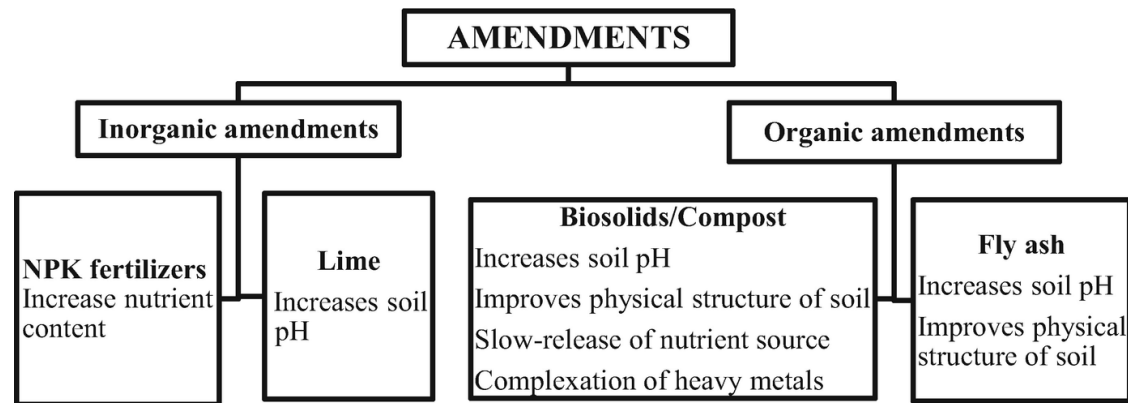 AMENDMENTS
Inorganic amendments
Organic amendments
NPK fertilizers
Increase nutrient
content
Lime
Increases soil
pH
Biosolids/Compost
Increases soil pH
Improves physical structure of soil
Slow-release of nutrient source
Complexation of heavy metals
Fly ash
Increases soil pH
Improves physical
structure of soil